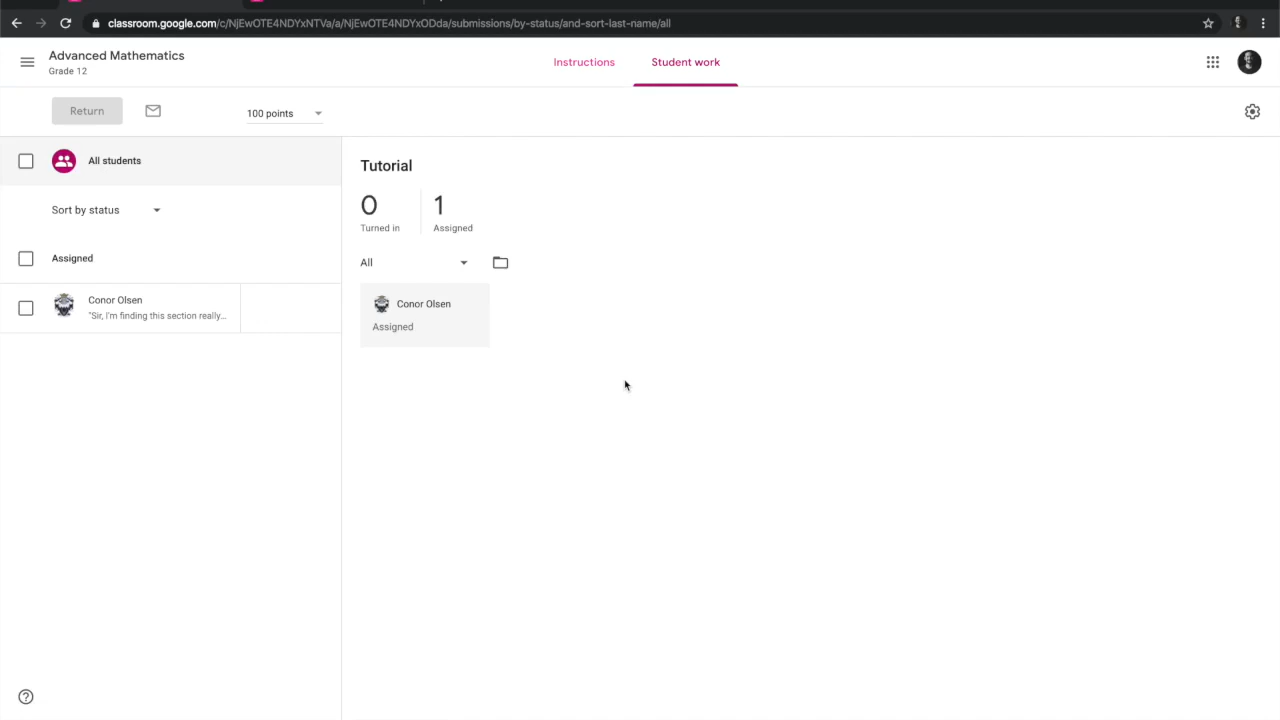 classroom.google.com/c/NjEwOTE4NDYxNTVa/a/NjEwOTE4NDYxODda/submissions/by-status/and-sort-last-name/all
Advanced Mathematics
Grade 12
Instructions
Student work
Return
100 points
All students
Sort by status
Assigned
Conor Olsen
"Sir, I'm finding this section really...
Tutorial
0
Turned in
1
Assigned
All
Conor Olsen
Assigned